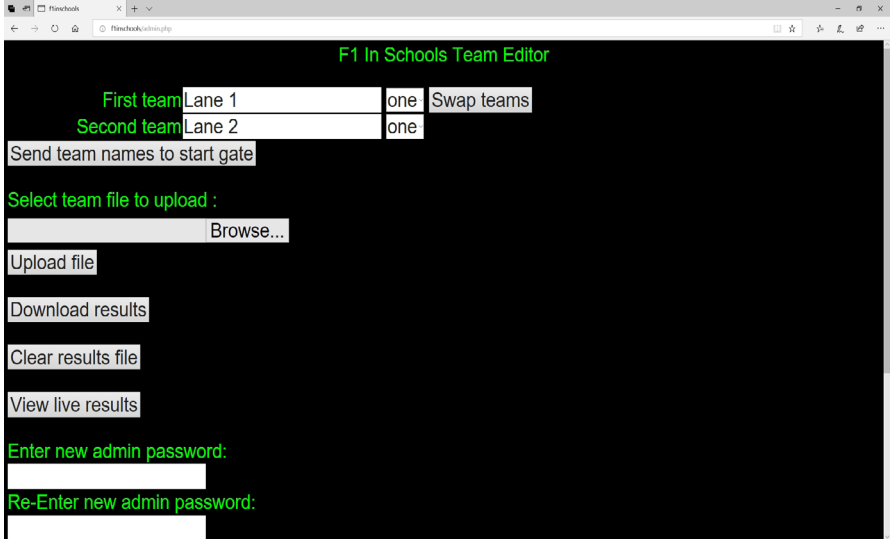 f1inschools
f1inschools/admin.php
F1 In Schools Team Editor
First team Lane 1 one Swap teams
Second team Lane 2 one
Send team names to start gate
Select team file to upload :
Browse...
Upload file
Download results
Clear results file
View live results
Enter new admin password:
Re-Enter new admin password: